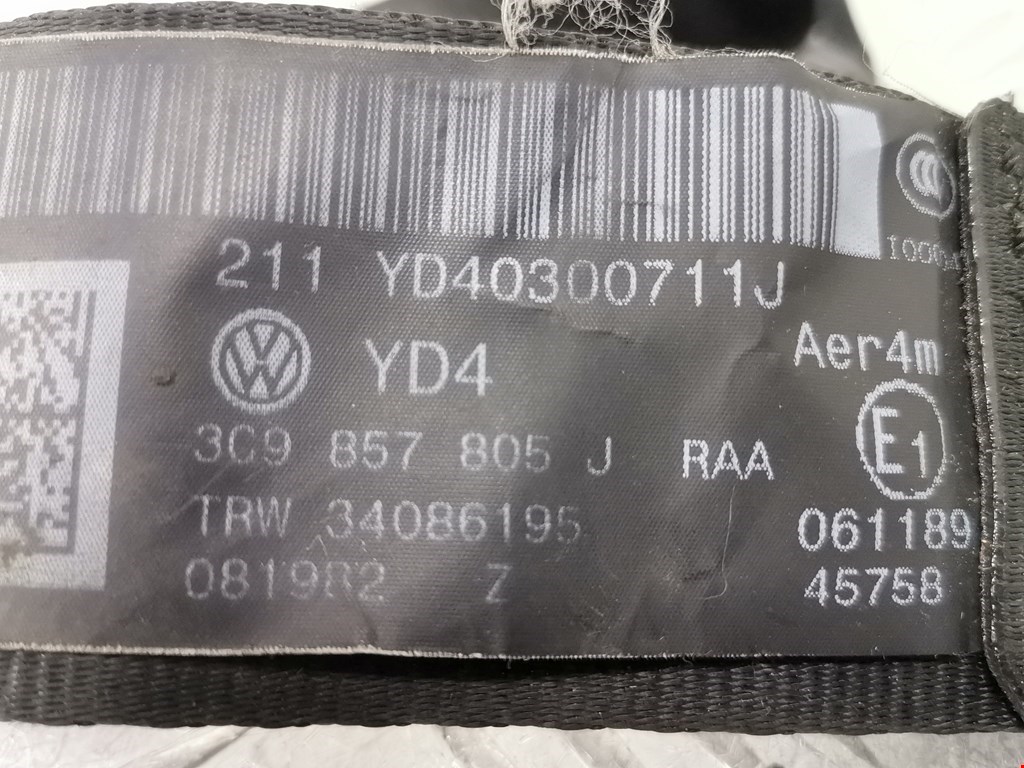 211 YD40300711J
YD4
Aer4m
3C9 857 805 J RAA
E1
TRW 34086195
061189
0819R2 Z
45758